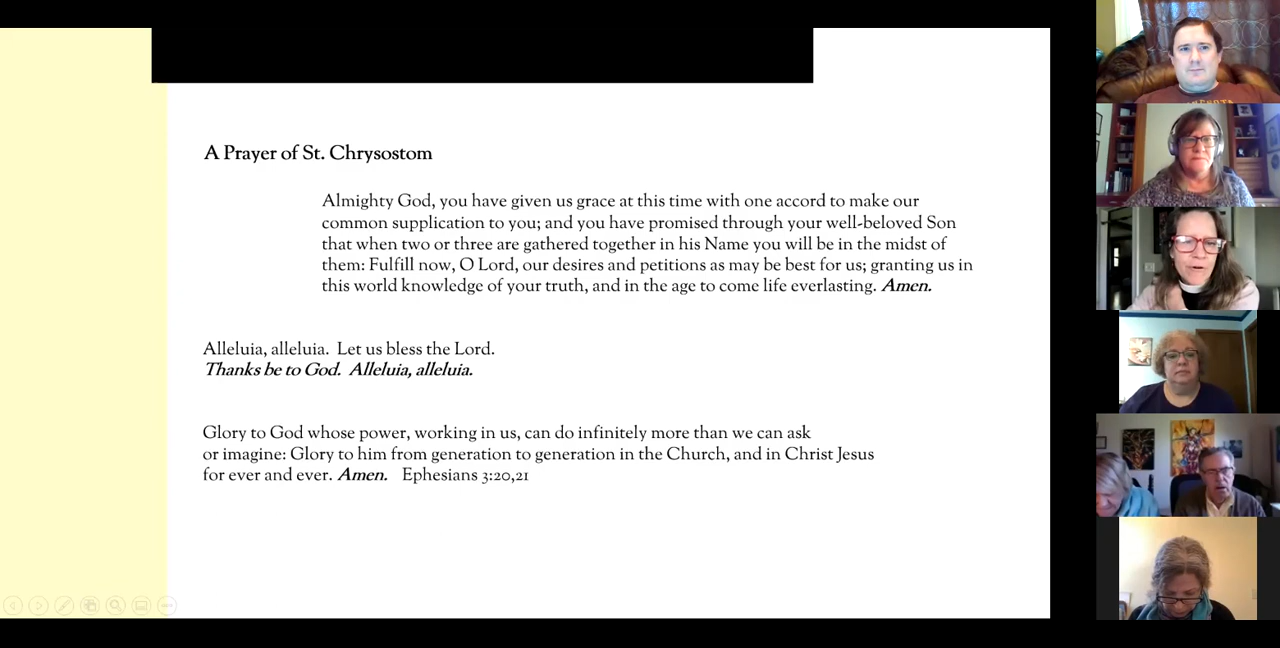 A Prayer of St. Chrysostom
Almighty God, you have given us grace at this time with one accord to make our
common supplication to you; and you have promised through your well-beloved Son
that when two or three are gathered together in his Name you will be in the midst of
them: Fulfill now, O Lord, our desires and petitions as may be best for us; granting us in
this world knowledge of your truth, and in the age to come life everlasting. Amen.
Alleluia, alleluia. Let us bless the Lord.
Thanks be to God. Alleluia, alleluia.
Glory to God whose power, working in us, can do infinitely more than we can ask
or imagine: Glory to him from generation to generation in the Church, and in Christ Jesus
for ever and ever. Amen. Ephesians 3:20,21